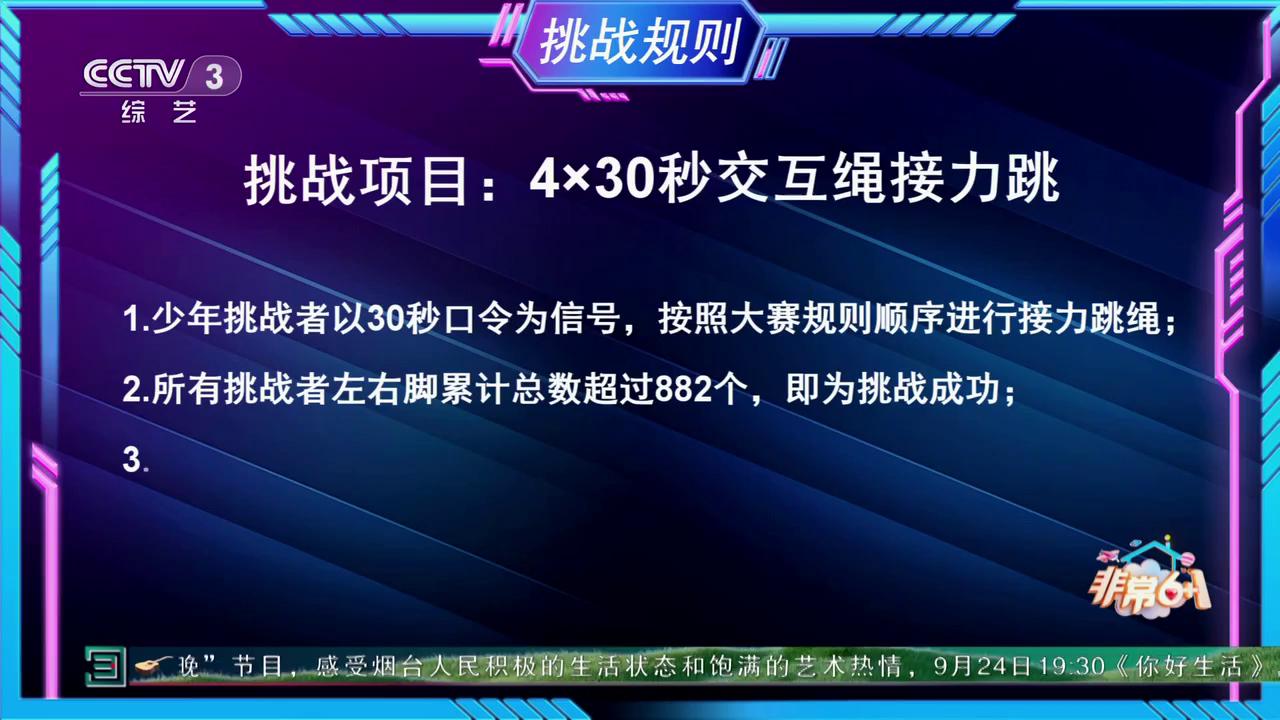 挑战规则
CCTV 3
综艺
挑战项目：4×30秒交互绳接力跳
1.少年挑战者以30秒口令为信号，按照大赛规则顺序进行接力跳绳；
2.所有挑战者左右脚累计总数超过882个，即为挑战成功；
3.
非常6+1
晚”节目，感受烟台人民积极的生活状态和饱满的艺术热情，9月24日19:30《你好生活》